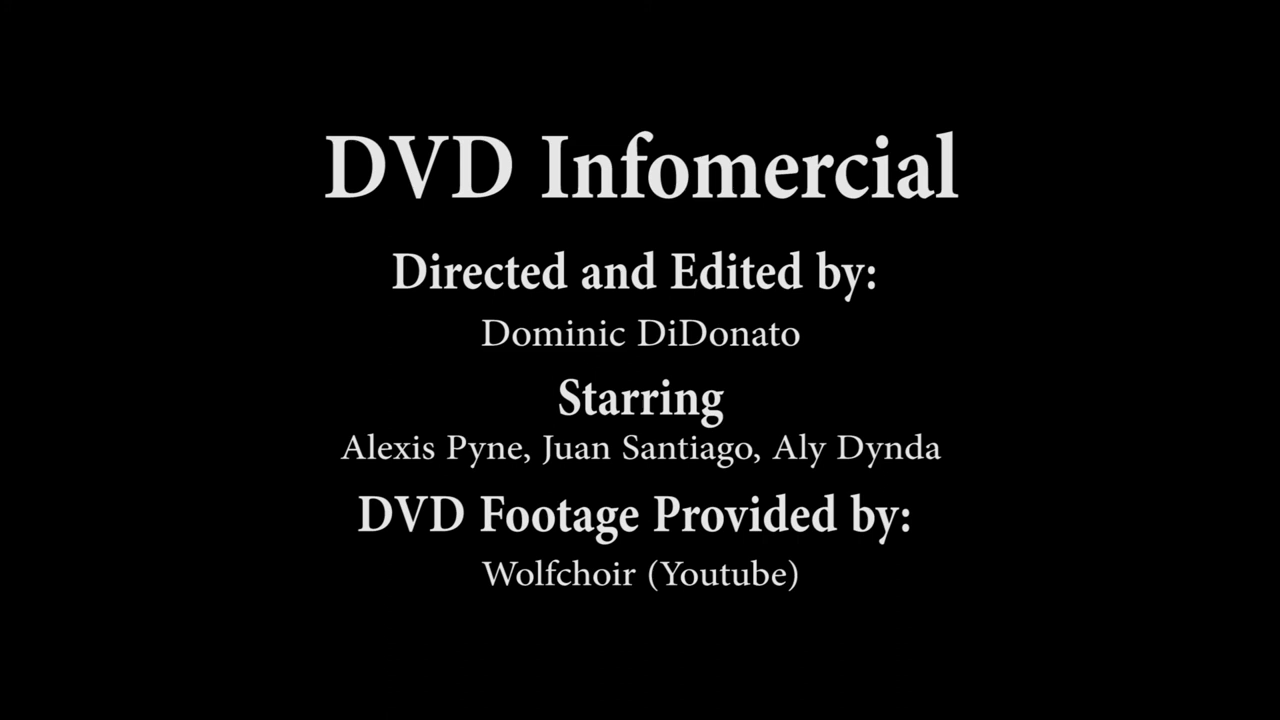 DVD Infomercial
Directed and Edited by:
Dominic DiDonato
Starring
Alexis Pyne, Juan Santiago, Aly Dynda
DVD Footage Provided by:
Wolfchoir (Youtube)